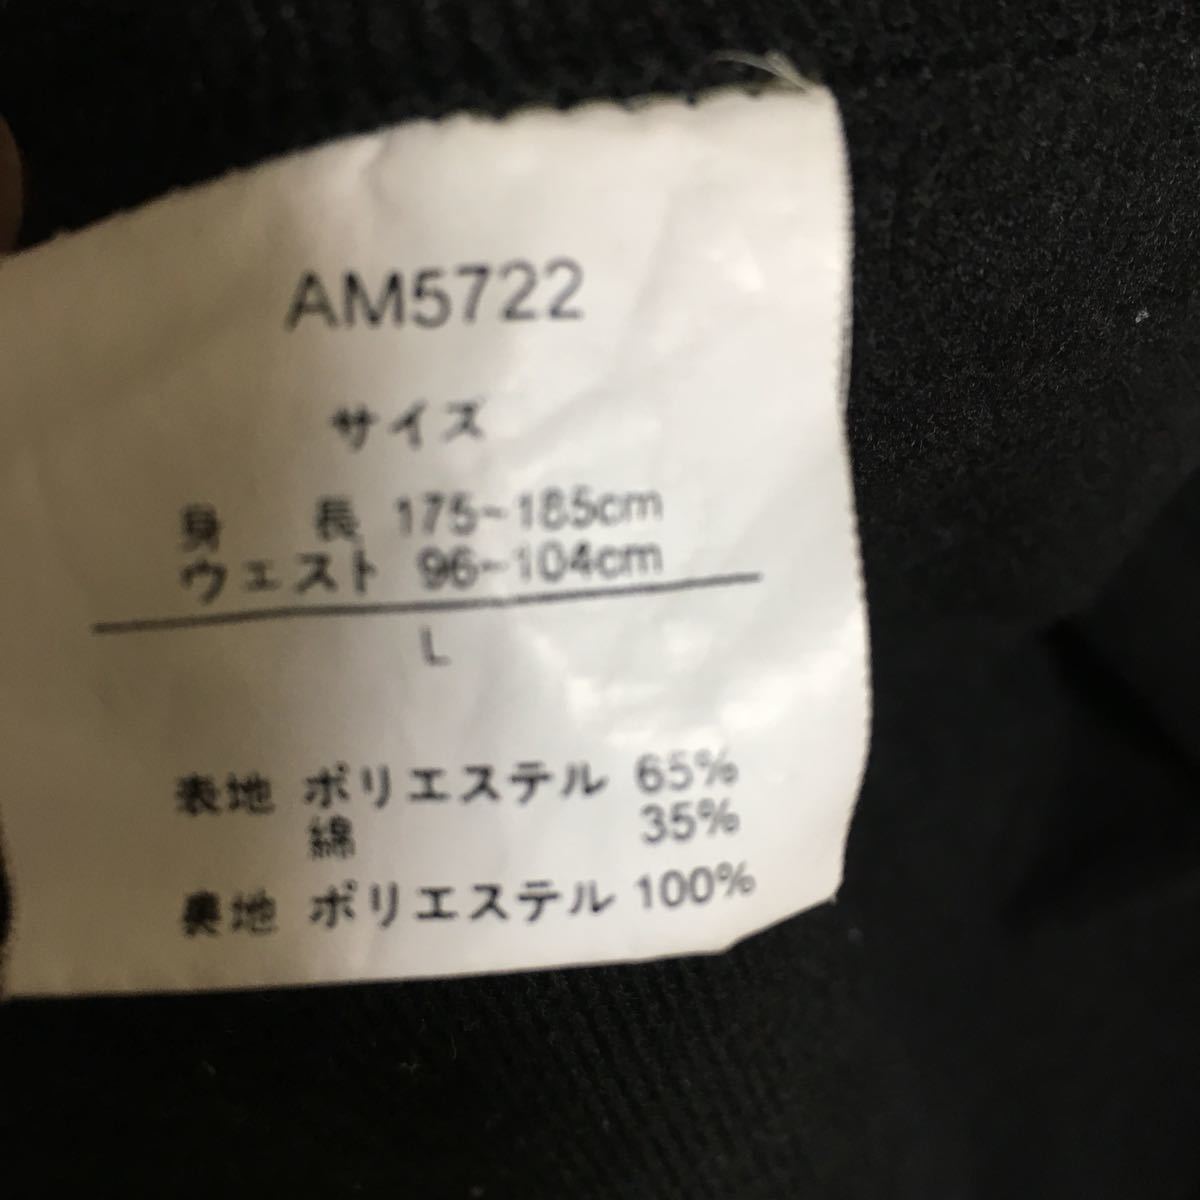 AM5722
サイズ
身　長 175~185cm
ウェスト 96~104cm
L
表地 ポリエステル 65%
綿 35%
裏地 ポリエステル 100%